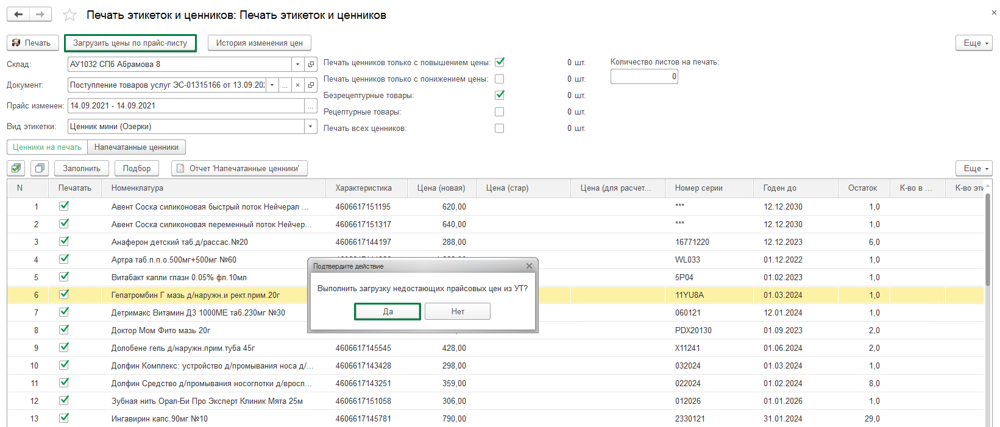 Печать этикеток и ценников: Печать этикеток и ценников
Печать Загрузить цены по прайс-листу История изменения цен Еще
Склад: АУ1032 СПб Абрамова 8 Печать ценников только с повышением цены: 0 шт. Количество листов на печать:
Документ: Поступление товаров услуг ЭС-01315166 от 13.09.202 Печать ценников только с понижением цены: 0 шт. 0
Безрецептурные товары: 0 шт.
Прайс изменен: 14.09.2021 - 14.09.2021 ...
Рецептурные товары: 0 шт.
Вид этикетки: Ценник мини (Озерки) Печать всех ценников: 0 шт.
Ценники на печать Напечатанные ценники
Заполнить Подбор Отчет 'Напечатанные ценники' Еще
N Печатать Номенклатура Характеристика Цена (новая) Цена (стар) Цена (для расчет... Номер серии Годен до Остаток К-во в ... К-во эти
1 Авент Соска силиконовая быстрый поток Нейчерал ... 4606617151195 620,00 *** 12.12.2030 1,0
2 Авент Соска силиконовая переменный поток Нейчер... 4606617151317 640,00 *** 12.12.2030 1,0
3 Анаферон детский таб.д/рассас.№20 4606617144197 288,00 16771220 12.12.2023 6,0
4 Артра таб.п.п.о.500мг+500мг №60 WL033 01.12.2022 1,0
5 Витабакт капли глазн 0.05% фл.10мл 5P04 01.02.2023 1,0
6 Гепатромбин Г мазь д/наружн.и рект.прим.20г 11YU8A 01.03.2024 1,0
7 Детримакс Витамин Д3 1000МЕ таб.230мг №30 060121 12.01.2024 1,0
8 Доктор Мом Фито мазь 20г PDX20130 01.09.2023 2,0
9 Долобене гель д/наружн.прим.туба 45г 4606617145545 428,00 X11241 01.06.2024 2,0
10 Долфин Комплекс: устройство д/промывания носа д/... 4606617143428 298,00 032024 01.03.2024 1,0
11 Долфин Средство д/промывания носоглотки д/вросл... 4606617143251 359,00 022024 01.02.2024 8,0
12 Зубная нить Орал-Би Про Эксперт Клиник Мята 25м 4606617151058 306,00 012026 01.01.2026 1,0
13 Ингавирин капс.90мг №10 4606617145781 790,00 2330121 31.01.2024 29,0
Подтвердите действие
Выполнить загрузку недостающих прайсовых цен из УТ?
Да Нет